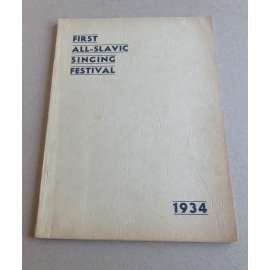 FIRST
ALL-SLAVIC
SINGING
FESTIVAL
1934